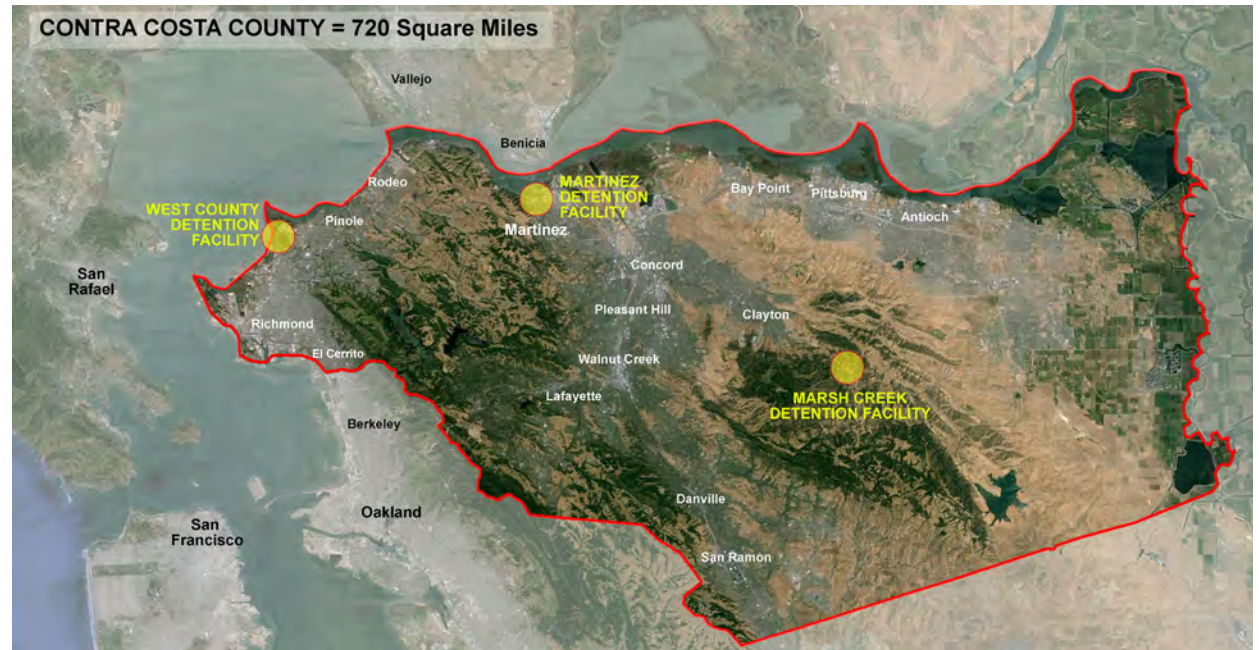 CONTRA COSTA COUNTY = 720 Square Miles
Vallejo
Benicia
Rodeo
MARTINEZ
DETENTION
FACILITY
Martinez
Bay Point
Pittsburg
Antioch
WEST COUNTY
DETENTION
FACILITY
Pinole
San
Rafael
Concord
Richmond
Pleasant Hill
Clayton
El Cerrito
Walnut Creek
Lafayette
MARSH CREEK
DETENTION FACILITY
Berkeley
Danville
Oakland
San
Francisco
San Ramon